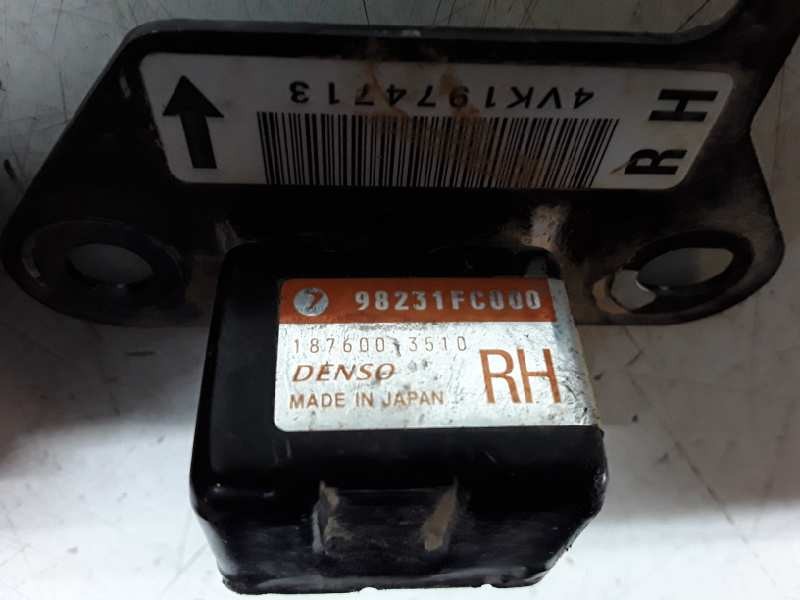 4VK1974713
RH
98231FC000
187600-3510
DENSO
RH
MADE IN JAPAN